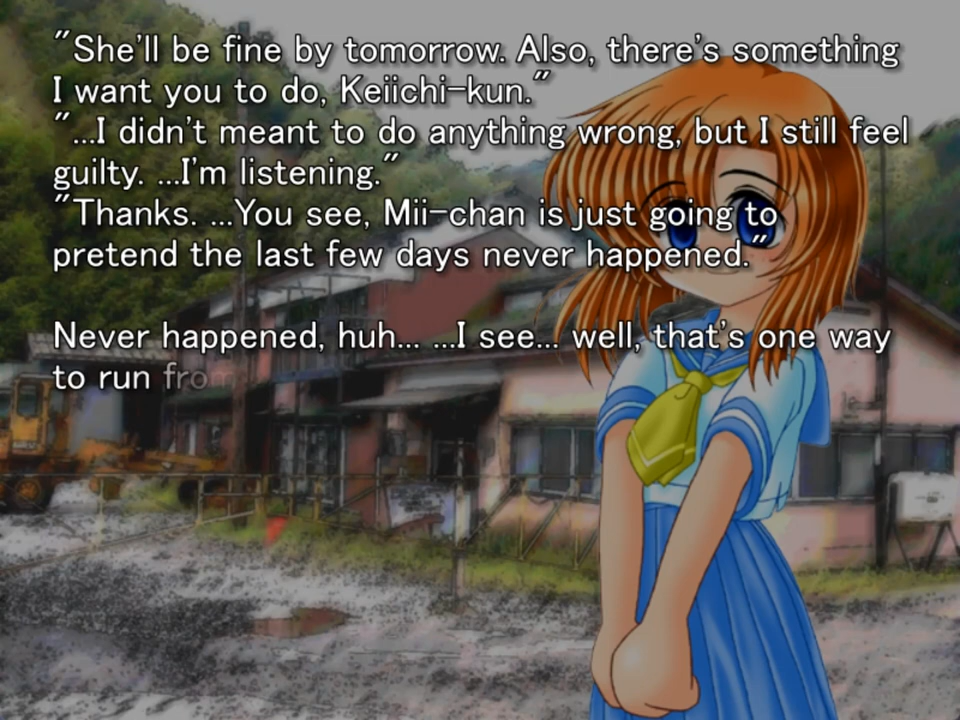 "She'll be fine by tomorrow. Also, there's something
I want you to do, Keiichi-kun."
"...I didn't meant to do anything wrong, but I still feel
guilty. ...I'm listening."
"Thanks. ...You see, Mii-chan is just going to
pretend the last few days never happened."
Never happened, huh... ...I see... well, that's one way
to run from